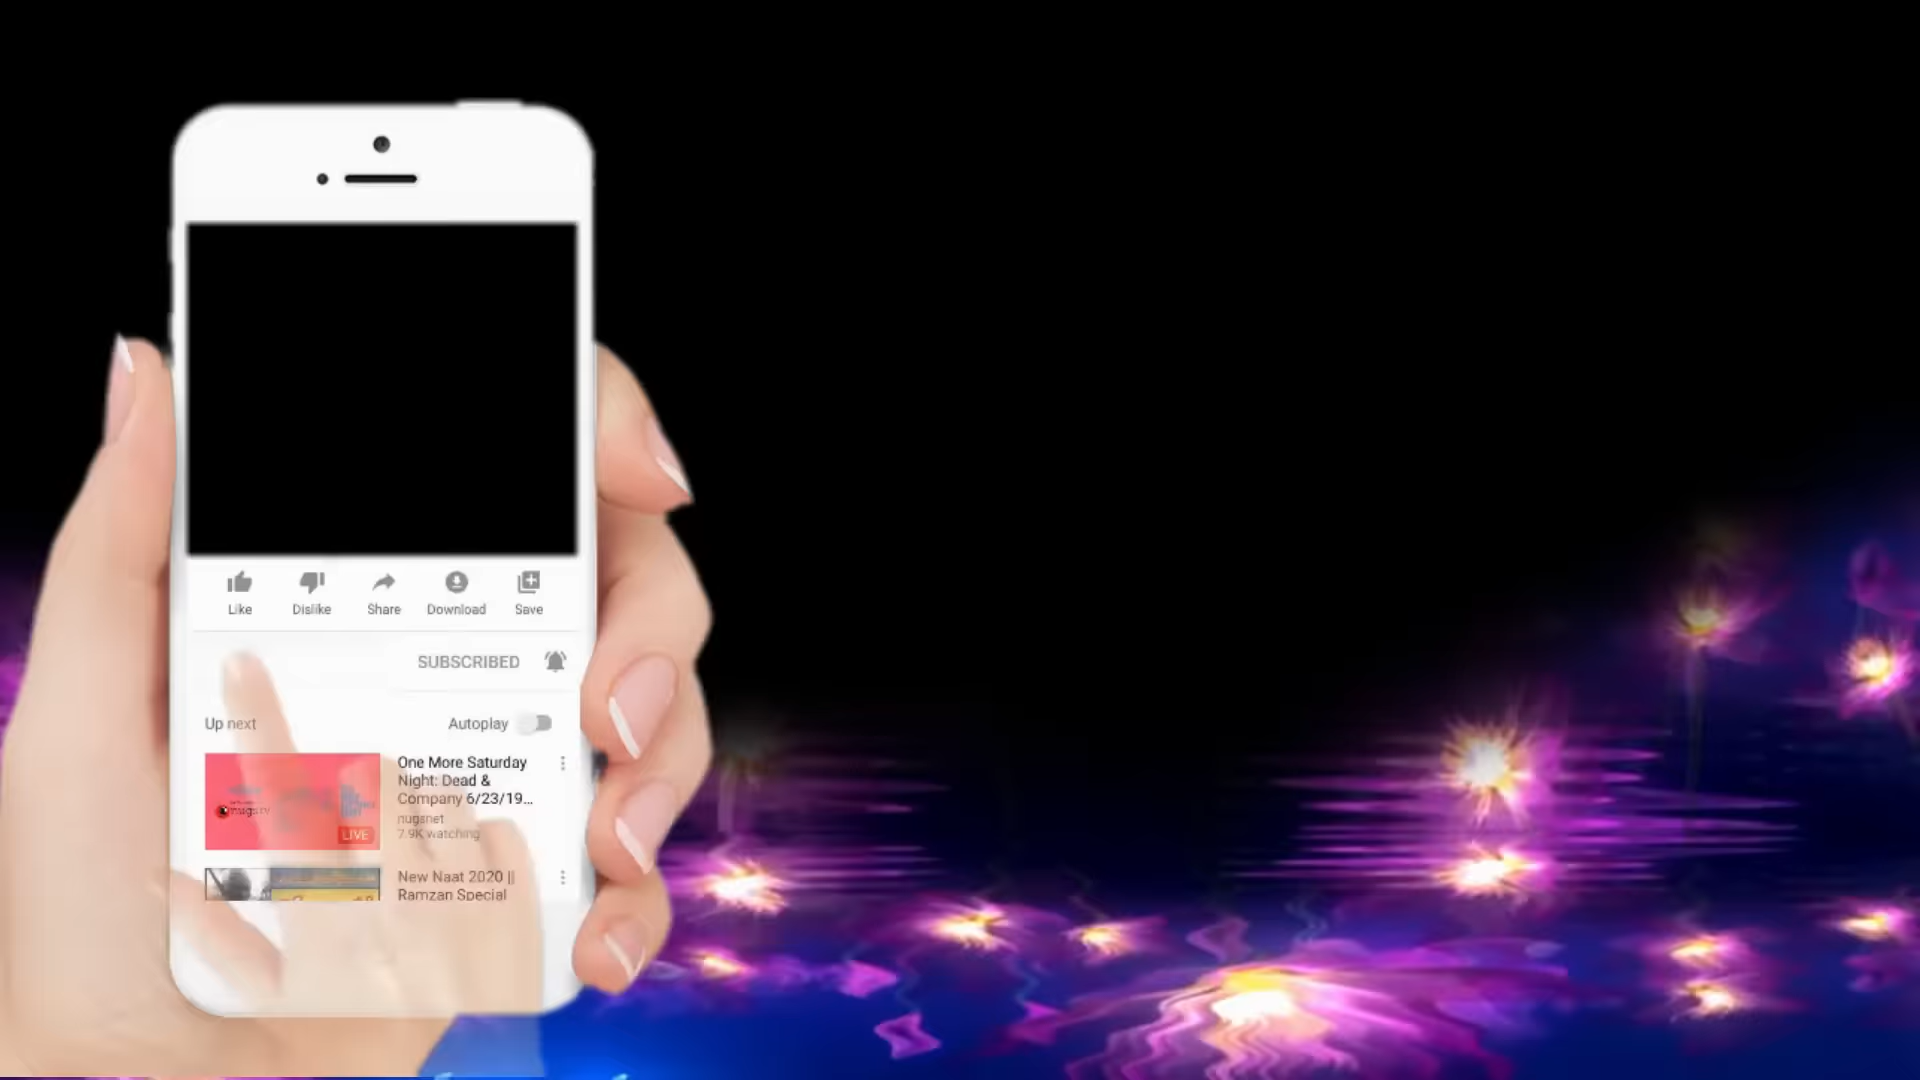 Like Dislike Share Download Save
SUBSCRIBED
Up next Autoplay
One More Saturday
Night: Dead &
Company 6/23/19...
nugsnet
7.9K watching
LIVE
New Naat 2020 ||
Ramzan Special